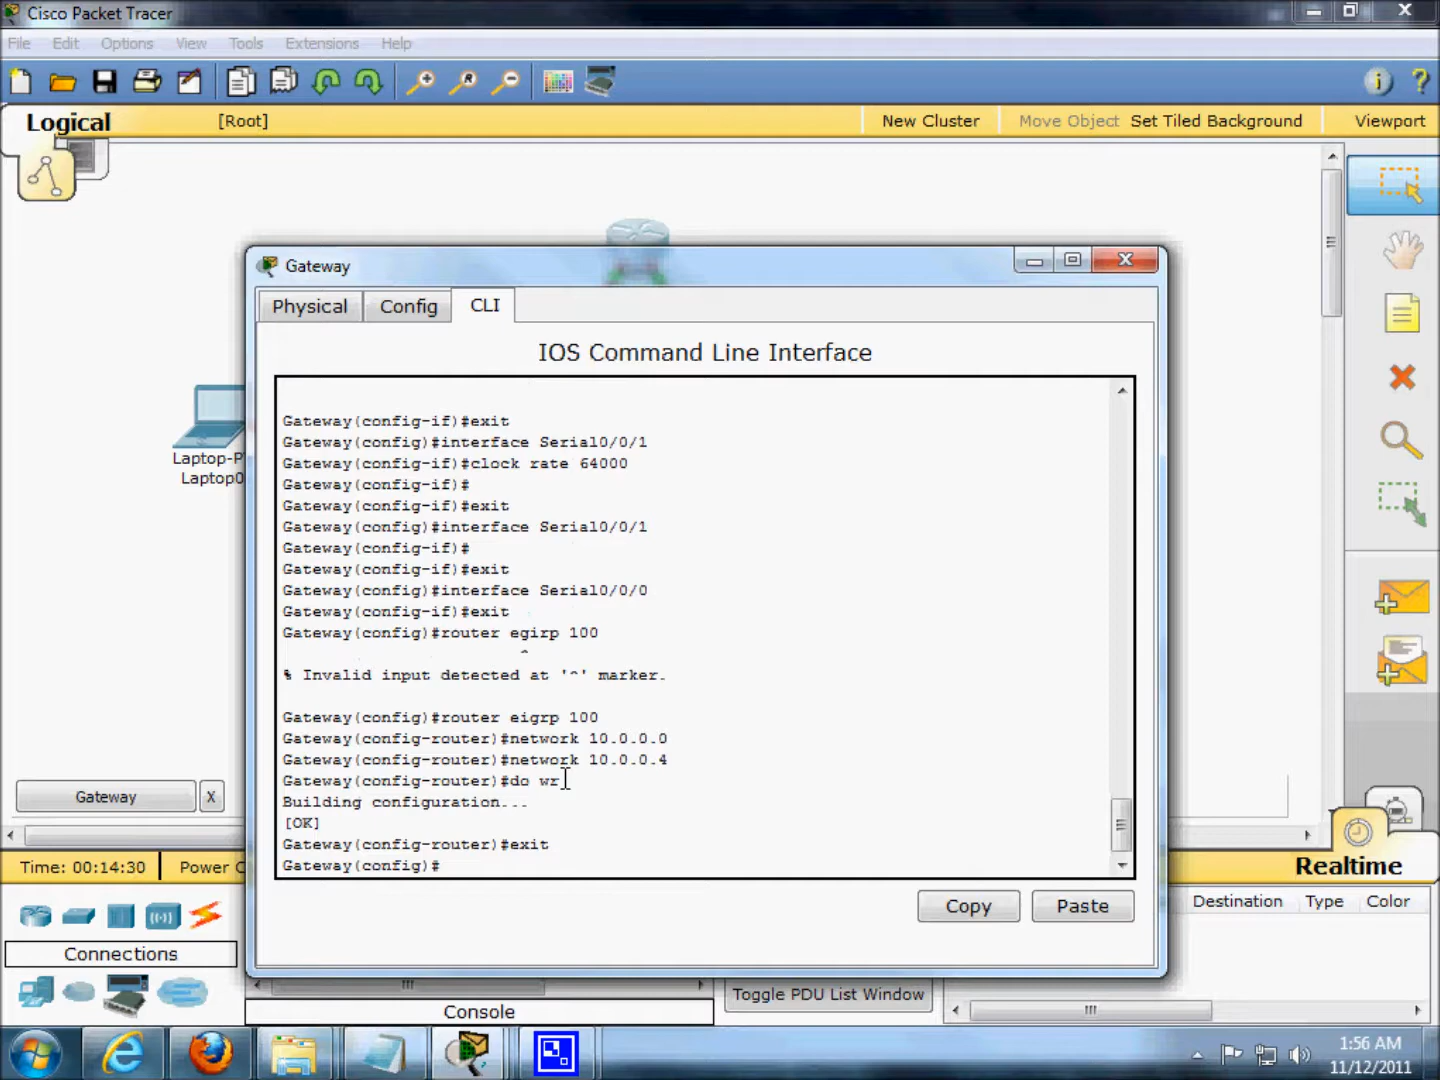 Cisco Packet Tracer
File Edit Options View Tools Extensions Help
Logical [Root] New Cluster Move Object Set Tiled Background Viewport
Gateway
Physical Config CLI
IOS Command Line Interface
Gateway(config-if)#exit
Gateway(config)#interface Serial0/0/1
Gateway(config-if)#clock rate 64000
Gateway(config-if)#
Gateway(config-if)#exit
Gateway(config)#interface Serial0/0/1
Gateway(config-if)#
Gateway(config-if)#exit
Gateway(config)#interface Serial0/0/0
Gateway(config-if)#exit
Gateway(config)#router egirp 100
^
% Invalid input detected at '^' marker.
Gateway(config)#router eigrp 100
Gateway(config-router)#network 10.0.0.0
Gateway(config-router)#network 10.0.0.4
Gateway(config-router)#do wr
Building configuration...
[OK]
Gateway(config-router)#exit
Gateway(config)#
Copy Paste
Laptop-P
Laptop0
Gateway X
Time: 00:14:30 Power C
Realtime
Destination Type Color
Connections
Toggle PDU List Window
Console
1:56 AM
11/12/2011